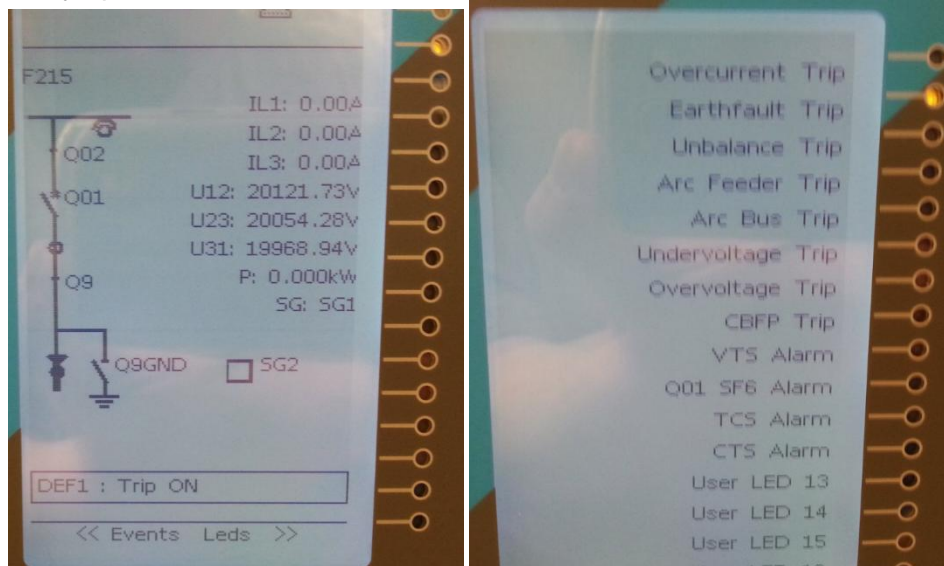 F215
IL1: 0.00A
IL2: 0.00A
Q02
IL3: 0.00A
Q01
U12: 20121.73V
U23: 20054.28V
U31: 19968.94V
Q9
P: 0.000kW
SG: SG1
Q9GND
SG2
DEF1 : Trip ON
<< Events Leds >>
Overcurrent Trip
Earthfault Trip
Unbalance Trip
Arc Feeder Trip
Arc Bus Trip
Undervoltage Trip
Overvoltage Trip
CBFP Trip
VTS Alarm
Q01 SF6 Alarm
TCS Alarm
CTS Alarm
User LED 13
User LED 14
User LED 15